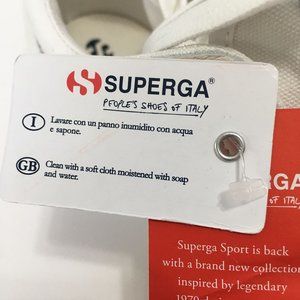 SUPERGA®
PEOPLE'S SHOES OF ITALY
I
Lavare con un panno inumidito con acqua
e sapone.
GB
Clean with a soft cloth moistened with soap
and water.
RGA
OF ITALY
Superga Sport is back
with a brand new collection
inspired by legendary